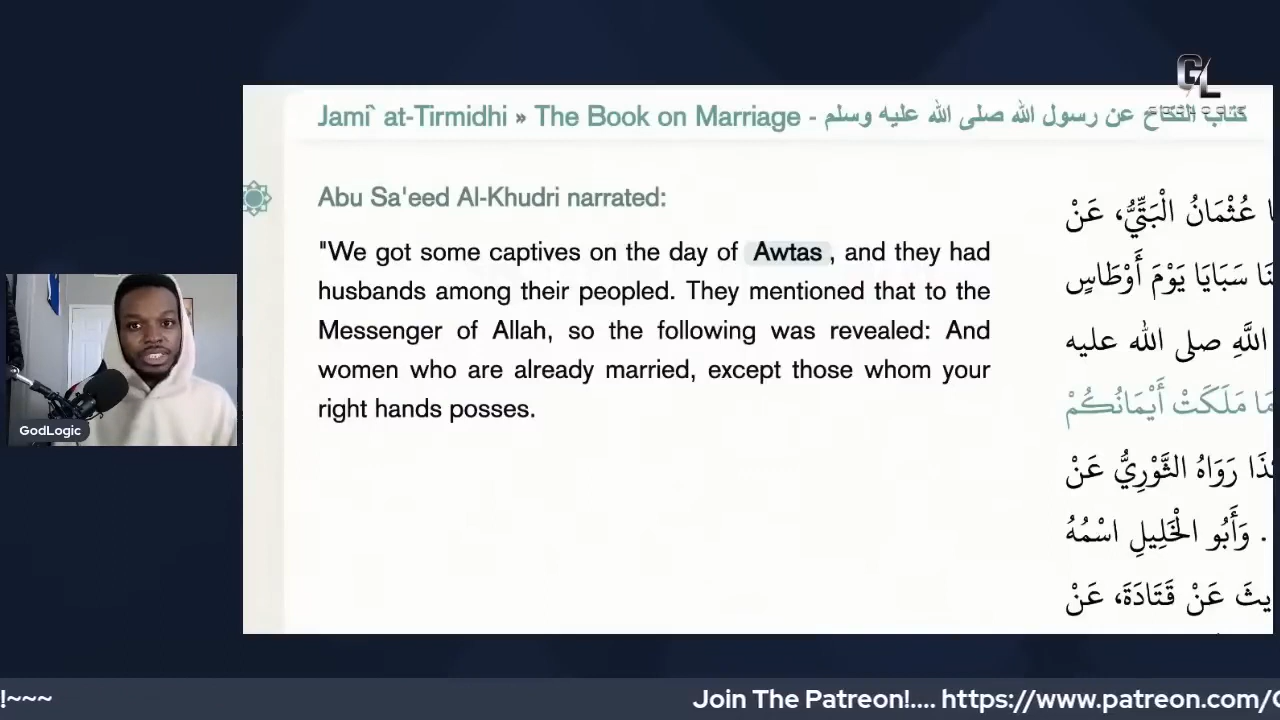 GL
Jami` at-Tirmidhi » The Book on Marriage - كتاب النكاح عن رسول الله صلى الله عليه وسلم
Abu Sa'eed Al-Khudri narrated:
"We got some captives on the day of Awtas , and they had
husbands among their peopled. They mentioned that to the
Messenger of Allah, so the following was revealed: And
women who are already married, except those whom your
right hands posses.
عُثْمَانُ الْبَتِّيُّ، عَنْ
سَبَايَا يَوْمَ أَوْطَاسٍ
اللَّهِ صلى الله عليه
مَا مَلَكَتْ أَيْمَانُكُمْ
رَوَاهُ الثَّوْرِيُّ عَنْ
. وَأَبُو الْخَلِيلِ اسْمُهُ
عَنْ قَتَادَةَ، عَنْ
GodLogic
!~~~ Join The Patreon!.... https://www.patreon.com/